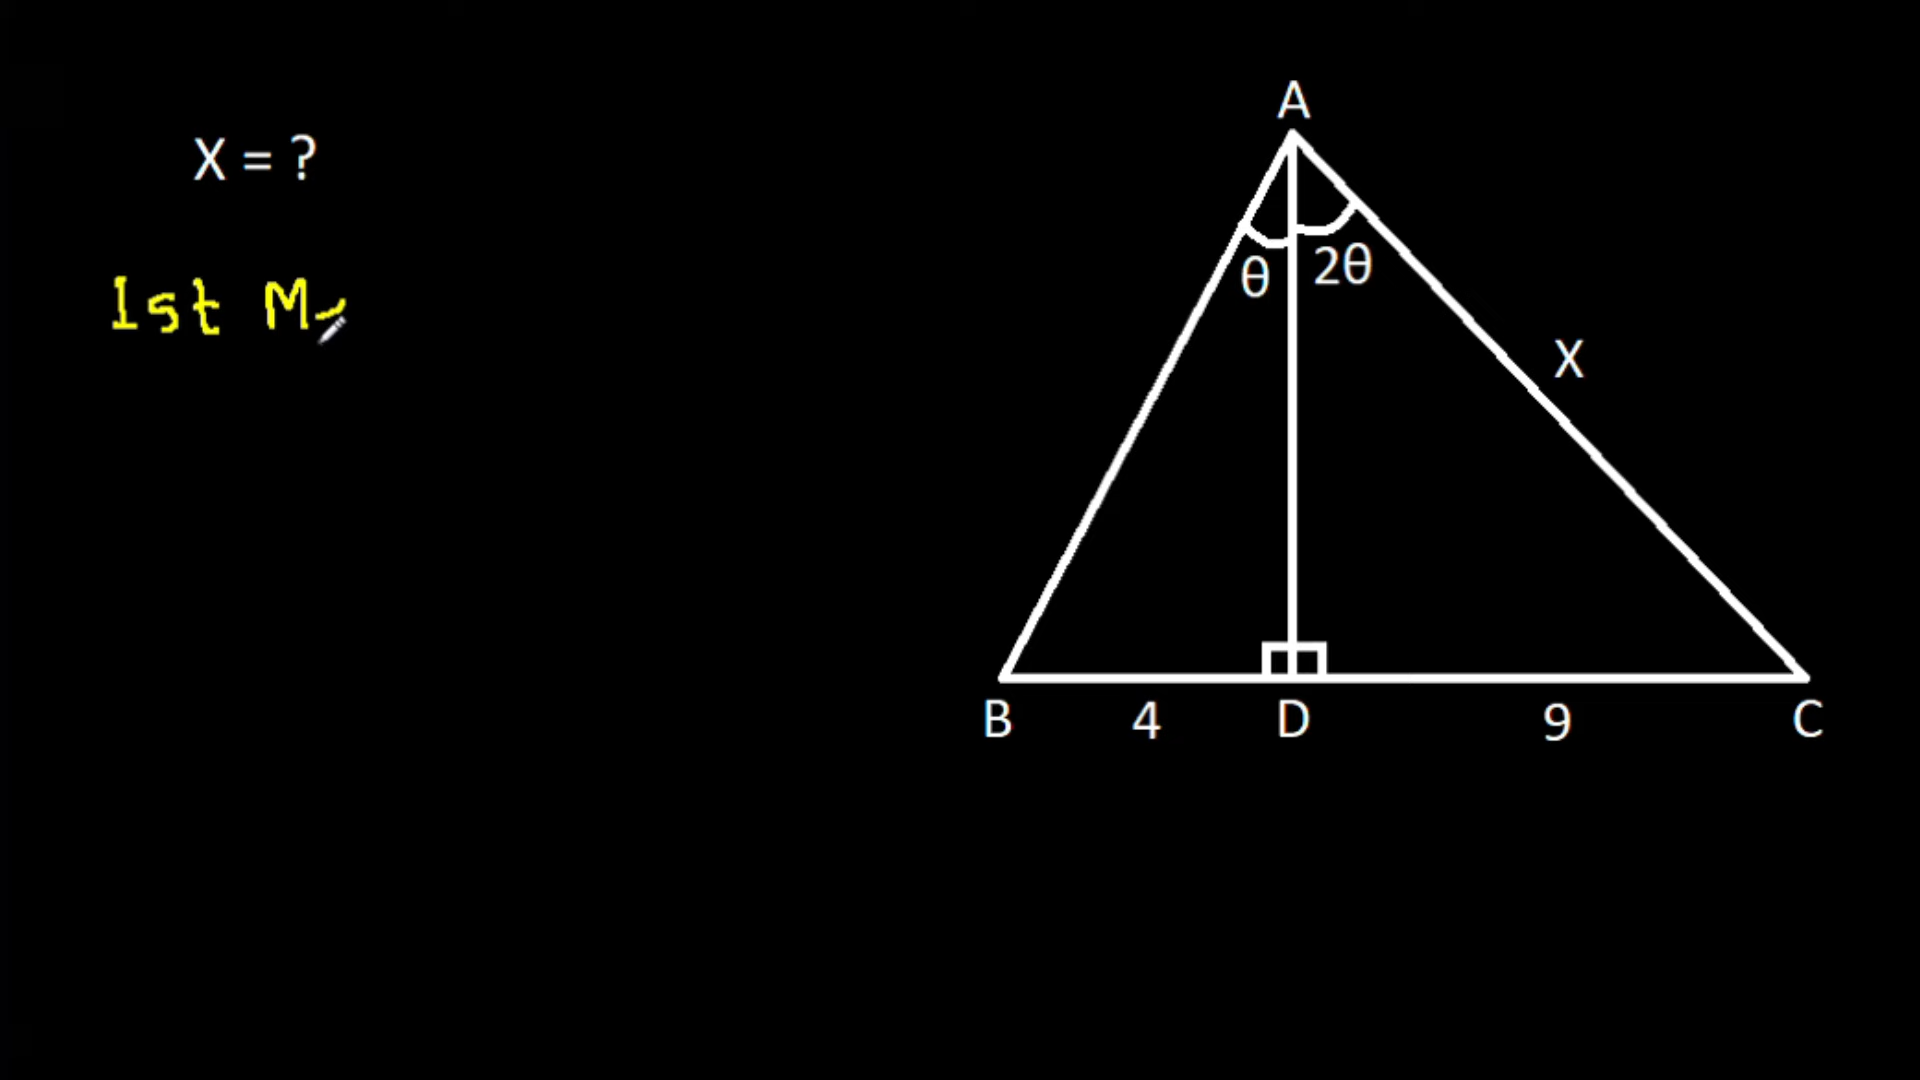 X = ?
1st M
A
θ
2θ
X
B 4 D 9 C